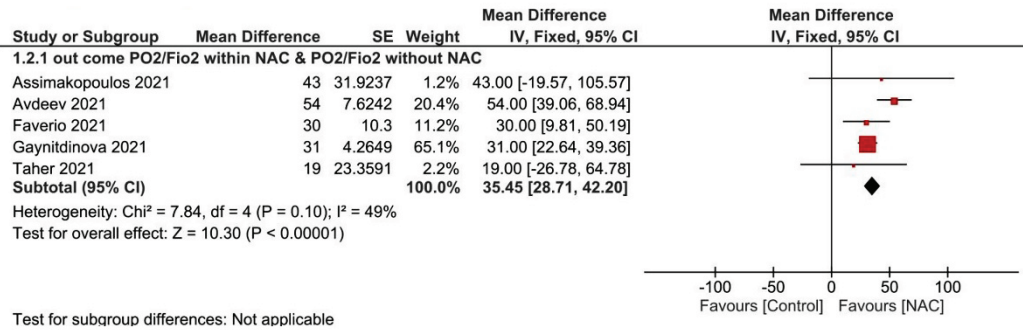 Mean Difference Mean Difference
Study or Subgroup Mean Difference SE Weight IV, Fixed, 95% CI IV, Fixed, 95% CI
1.2.1 out come PO2/Fio2 within NAC & PO2/Fio2 without NAC
Assimakopoulos 2021 43 31.9237 1.2% 43.00 [-19.57, 105.57]
Avdeev 2021 54 7.6242 20.4% 54.00 [39.06, 68.94]
Faverio 2021 30 10.3 11.2% 30.00 [9.81, 50.19]
Gaynitdinova 2021 31 4.2649 65.1% 31.00 [22.64, 39.36]
Taher 2021 19 23.3591 2.2% 19.00 [-26.78, 64.78]
Subtotal (95% CI) 100.0% 35.45 [28.71, 42.20]
Heterogeneity: Chi² = 7.84, df = 4 (P = 0.10); I² = 49%
Test for overall effect: Z = 10.30 (P < 0.00001)
-100 -50 0 50 100
Favours [Control] Favours [NAC]
Test for subgroup differences: Not applicable